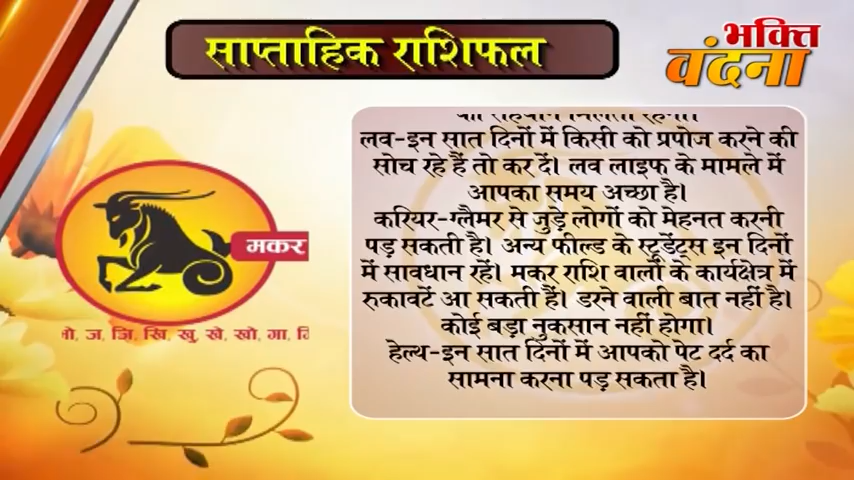 साप्ताहिक राशिफल
भक्ति
वंदना
लव-इन सात दिनों में किसी को प्रपोज करने की
सोच रहे हैं तो कर दें। लव लाइफ के मामले में
आपका समय अच्छा है।
करियर-ग्लैमर से जुड़े लोगों को मेहनत करनी
पड़ सकती है। अन्य फील्ड के स्टूडेंट्स इन दिनों
में सावधान रहें। मकर राशि वालों के कार्यक्षेत्र में
रुकावटें आ सकती हैं। डरने वाली बात नहीं है।
कोई बड़ा नुकसान नहीं होगा।
हेल्थ-इन सात दिनों में आपको पेट दर्द का
सामना करना पड़ सकता है।
मकर
ज, जि, खि, खु, खे, खो, गा,